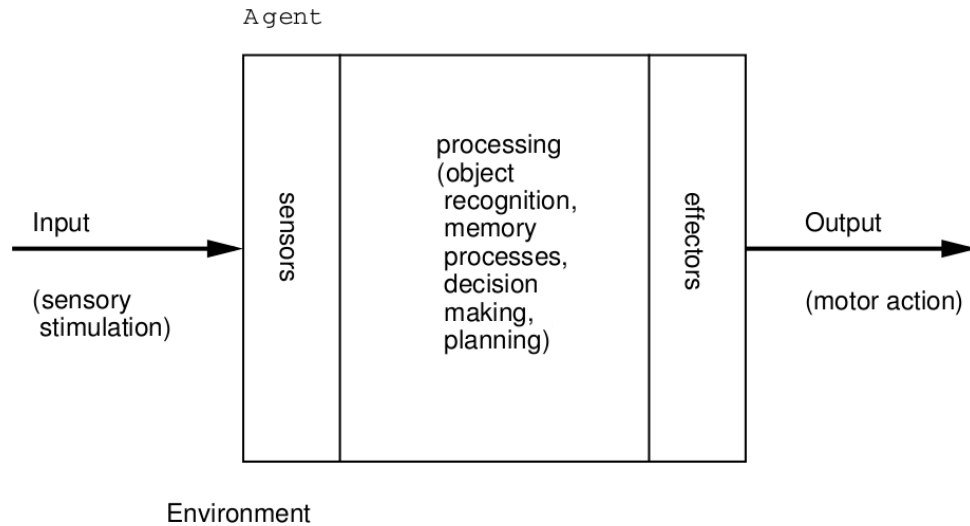 Agent
Input
(sensory
stimulation)
sensors
processing
(object
recognition,
memory
processes,
decision
making,
planning)
effectors
Output
(motor action)
Environment